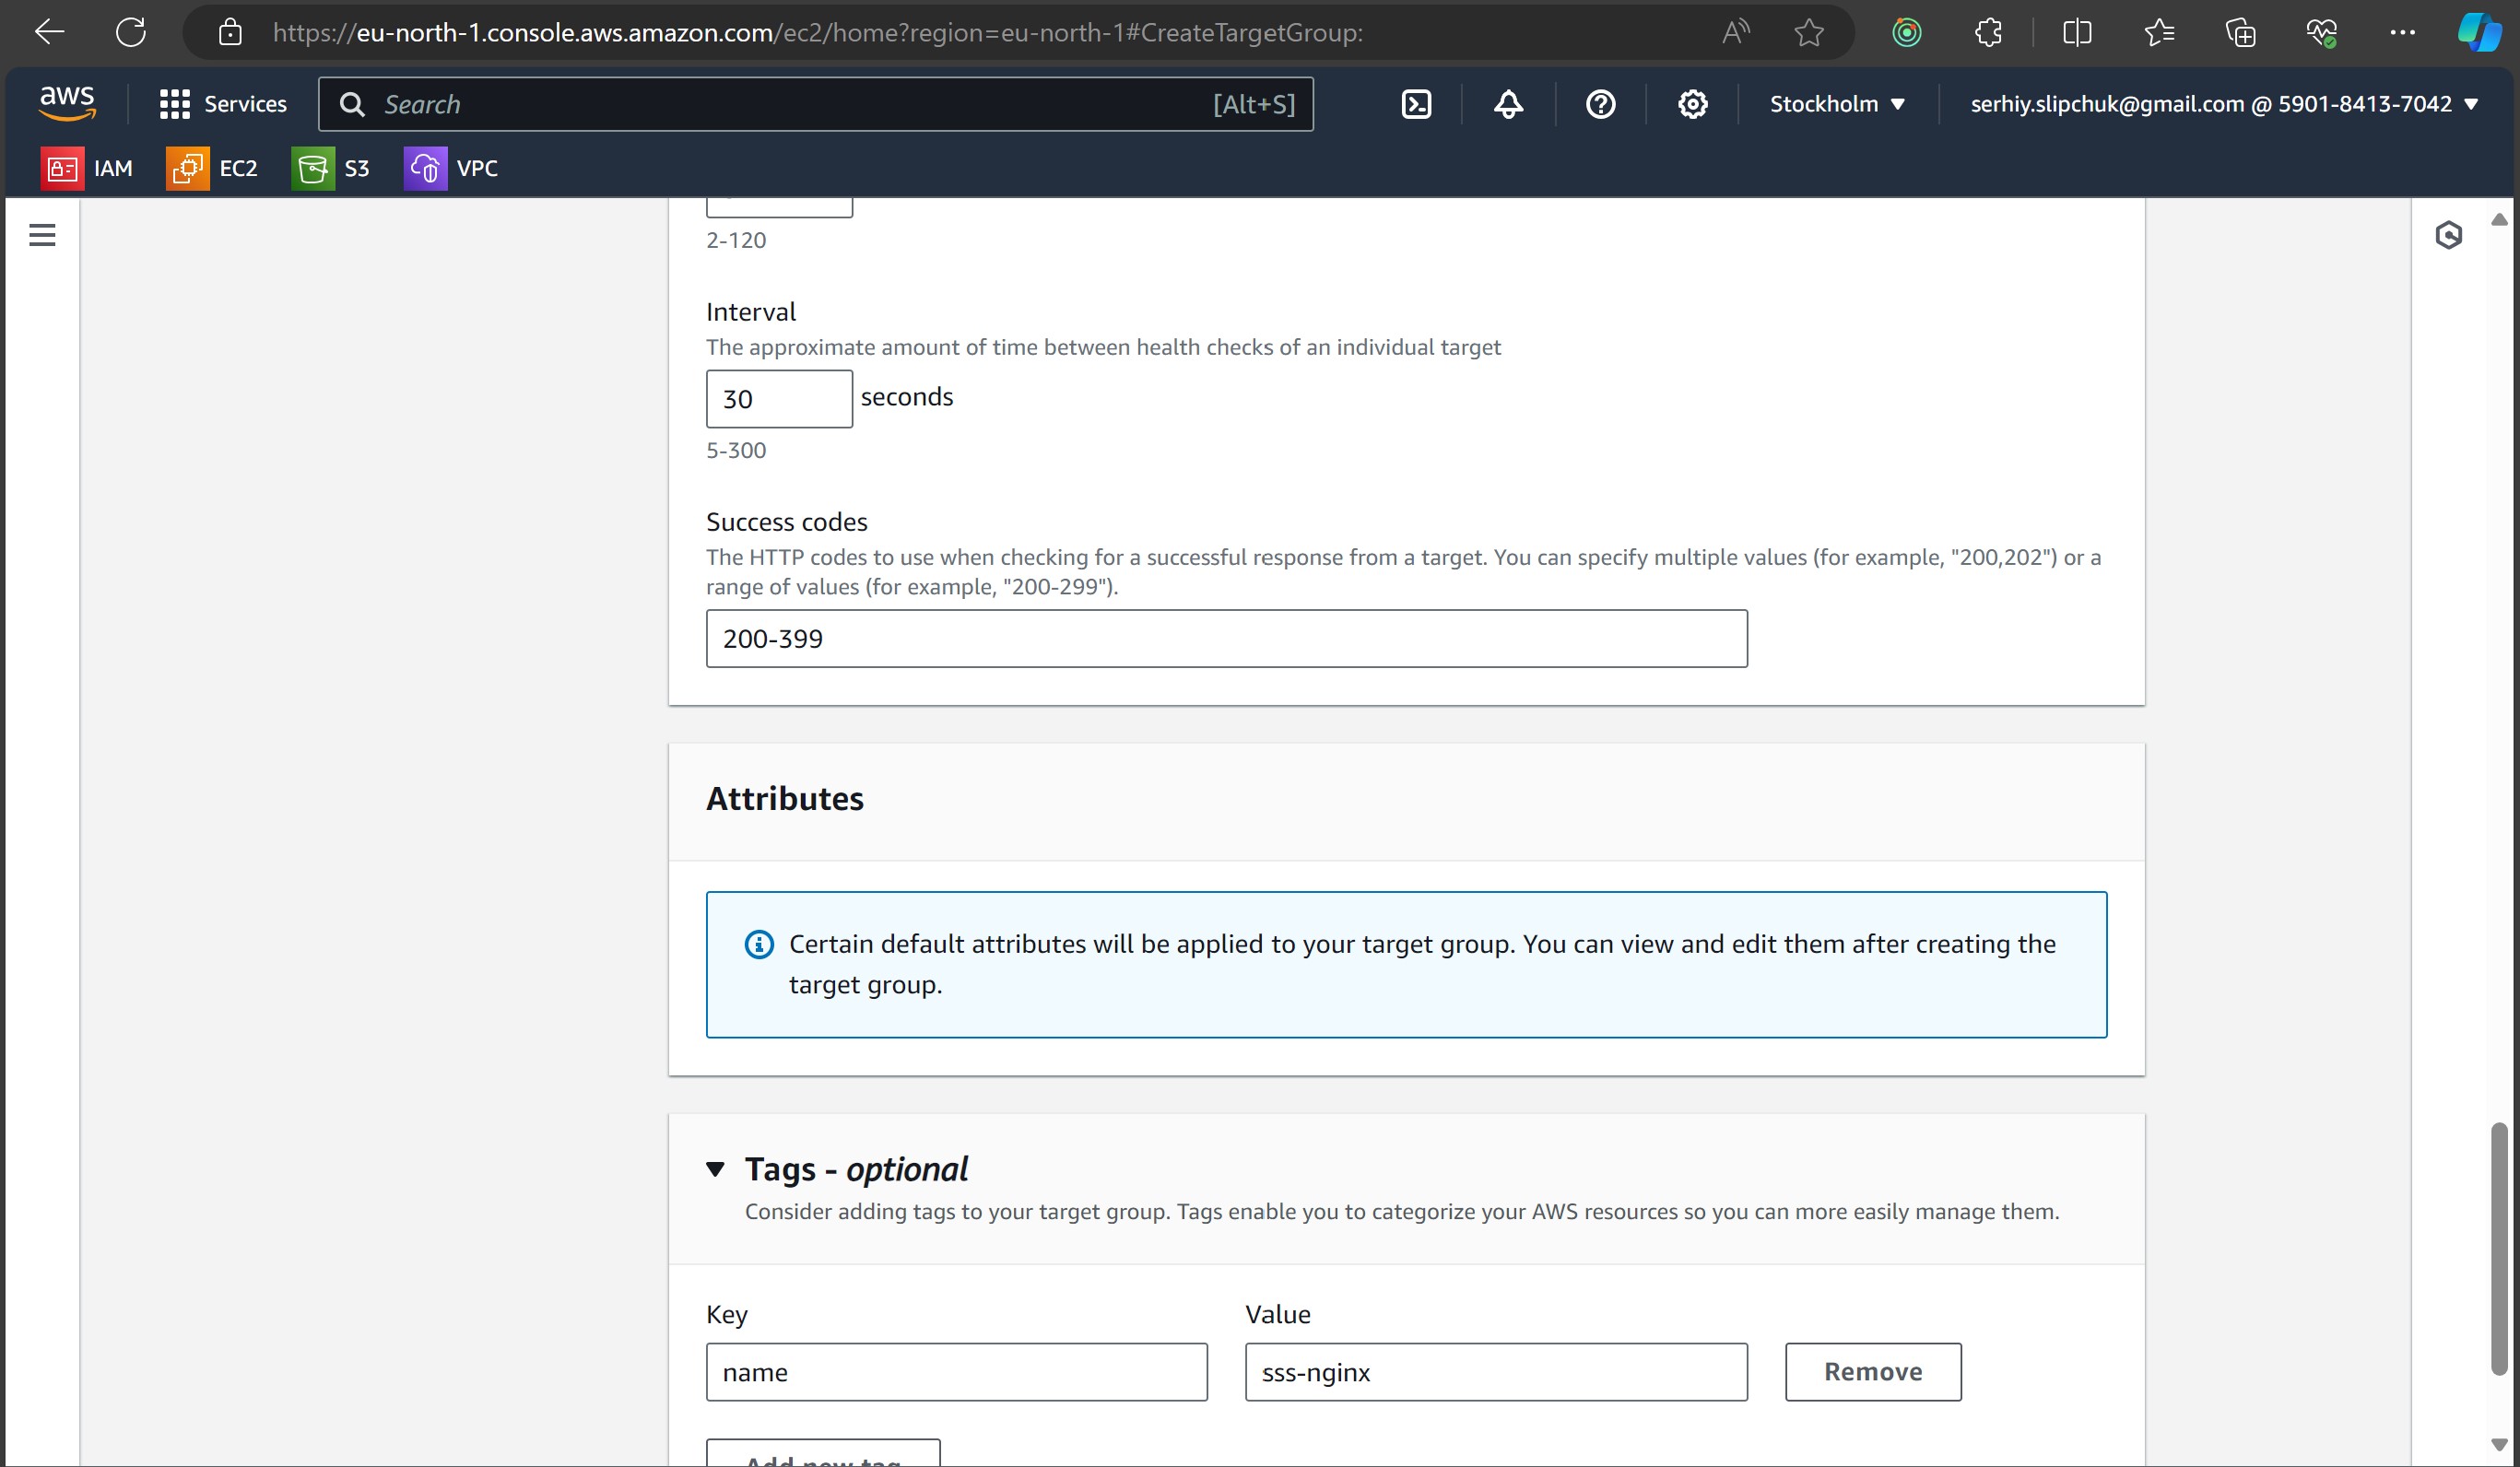 https://eu-north-1.console.aws.amazon.com/ec2/home?region=eu-north-1#CreateTargetGroup:
aws Services Search [Alt+S] Stockholm serhiy.slipchuk@gmail.com @ 5901-8413-7042
IAM EC2 S3 VPC
2-120
Interval
The approximate amount of time between health checks of an individual target
30 seconds
5-300
Success codes
The HTTP codes to use when checking for a successful response from a target. You can specify multiple values (for example, "200,202") or a
range of values (for example, "200-299").
200-399
Attributes
Certain default attributes will be applied to your target group. You can view and edit them after creating the
target group.
Tags - optional
Consider adding tags to your target group. Tags enable you to categorize your AWS resources so you can more easily manage them.
Key Value
name sss-nginx Remove
Add new tag